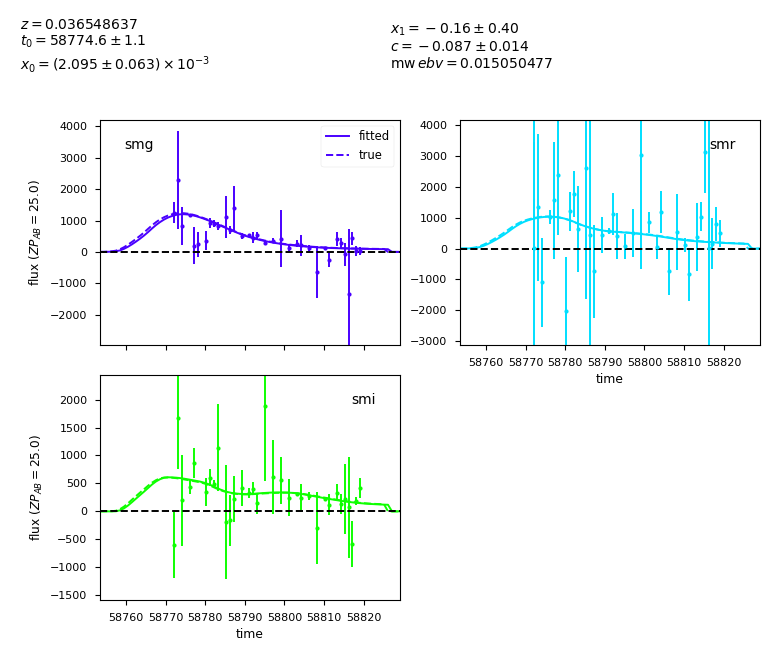 z = 0.036548637
t₀ = 58774.6 ± 1.1
x₀ = (2.095 ± 0.063) × 10⁻³
x₁ = −0.16 ± 0.40
c = −0.087 ± 0.014
mw ebv = 0.015050477
4000
3000
2000
1000
0
−1000
−2000
flux (ZP_AB = 25.0)
smg
fitted
true
4000
3000
2000
1000
0
−1000
−2000
−3000
smr
58760 58770 58780 58790 58800 58810 58820
time
2000
1500
1000
500
0
−500
−1000
−1500
flux (ZP_AB = 25.0)
smi
58760 58770 58780 58790 58800 58810 58820
time